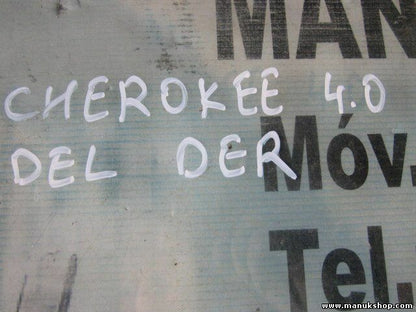 MAN
CHEROKEE 4.0
DEL DER
Móv.
Tel.
www.manukshop.com